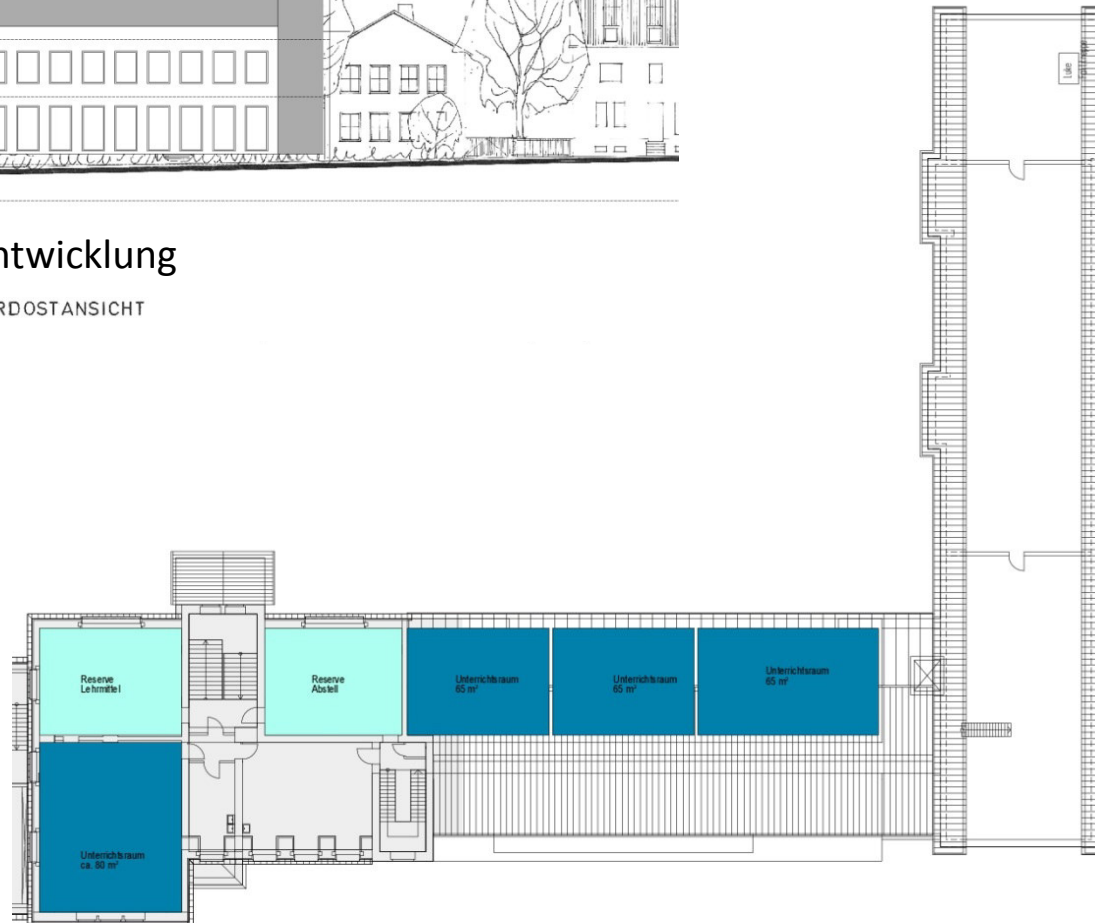 ntwicklung
RDOSTANSICHT
Luke
Reserve
Lehrmittel
Reserve
Abstell
Unterrichtsraum
65 m²
Unterrichtsraum
65 m²
Unterrichtsraum
65 m²
Unterrichtsraum
ca. 80 m²